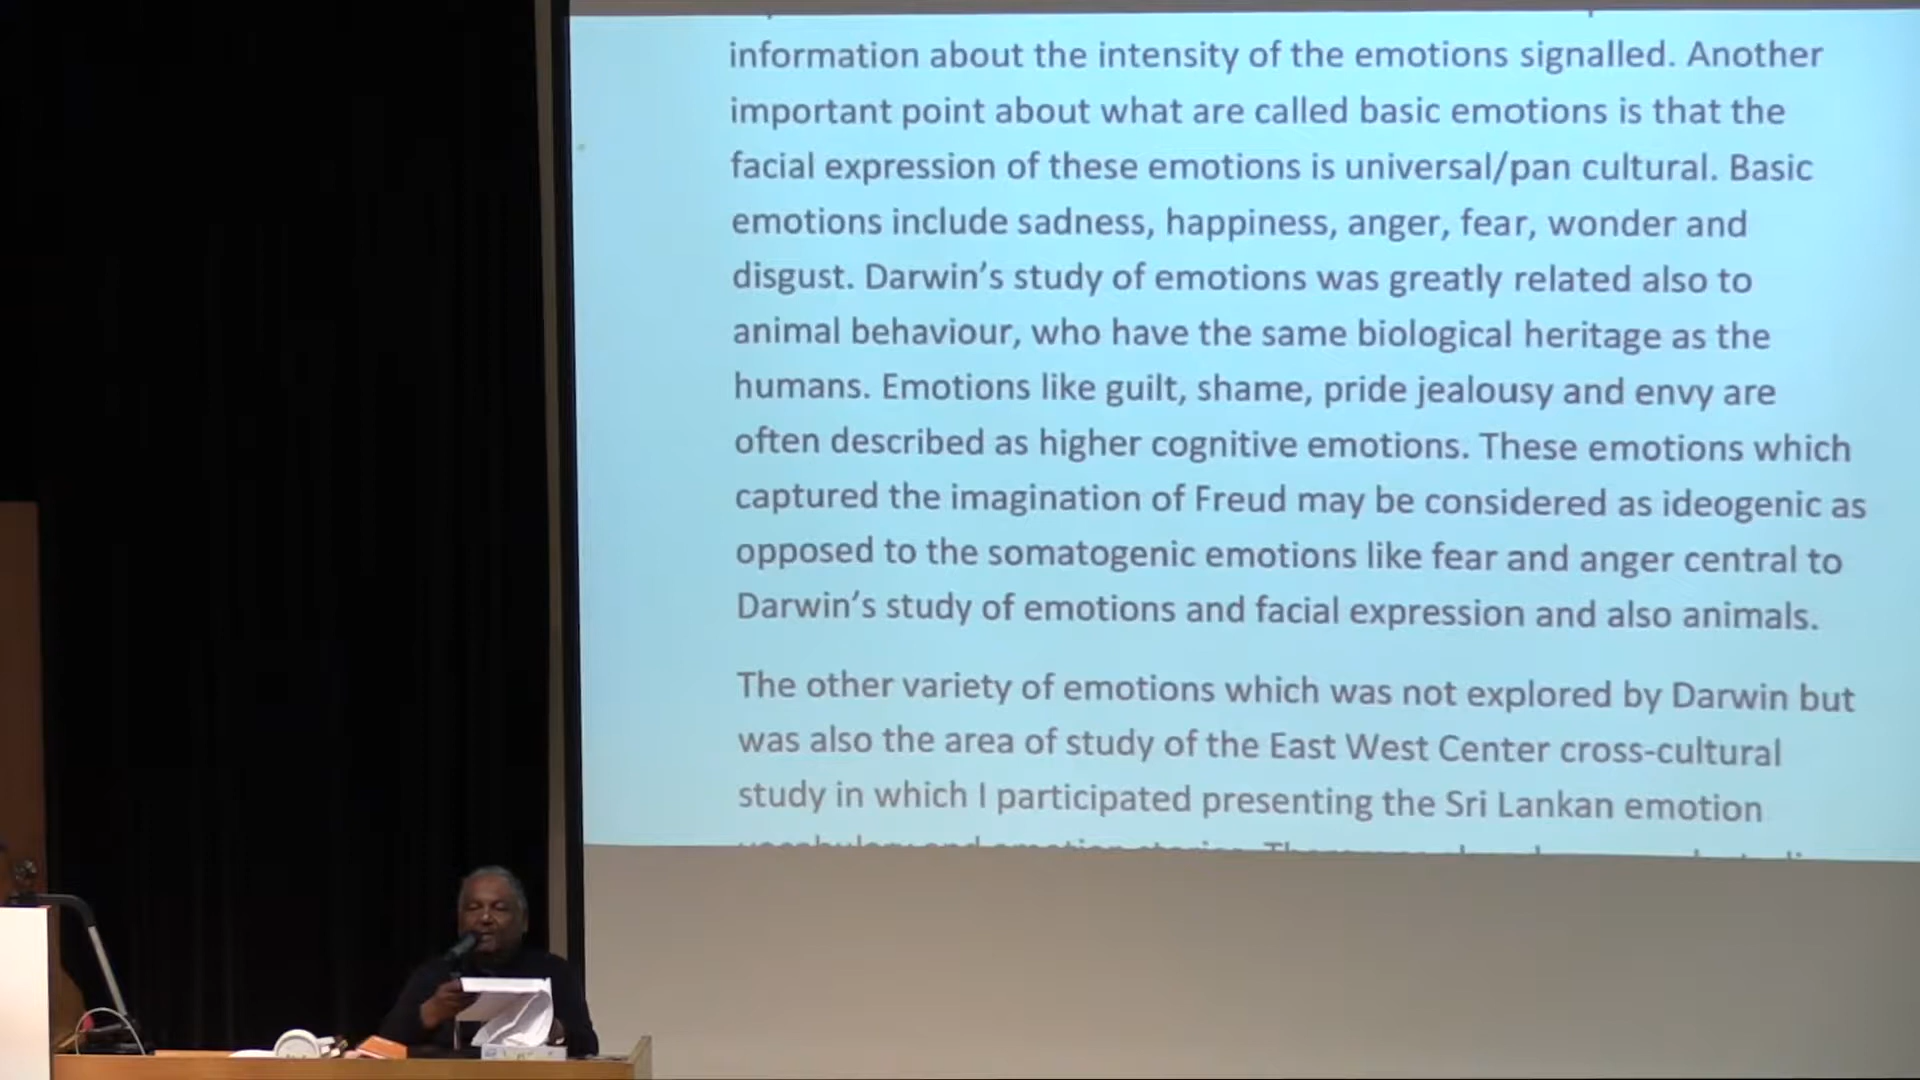 information about the intensity of the emotions signalled. Another
important point about what are called basic emotions is that the
facial expression of these emotions is universal/pan cultural. Basic
emotions include sadness, happiness, anger, fear, wonder and
disgust. Darwin’s study of emotions was greatly related also to
animal behaviour, who have the same biological heritage as the
humans. Emotions like guilt, shame, pride jealousy and envy are
often described as higher cognitive emotions. These emotions which
captured the imagination of Freud may be considered as ideogenic as
opposed to the somatogenic emotions like fear and anger central to
Darwin’s study of emotions and facial expression and also animals.
The other variety of emotions which was not explored by Darwin but
was also the area of study of the East West Center cross-cultural
study in which I participated presenting the Sri Lankan emotion